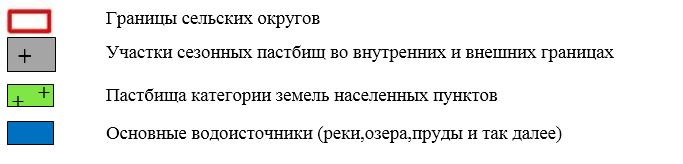 Границы сельских округов
Участки сезонных пастбищ во внутренних и внешних границах
Пастбища категории земель населенных пунктов
Основные водоисточники (реки,озера,пруды и так далее)